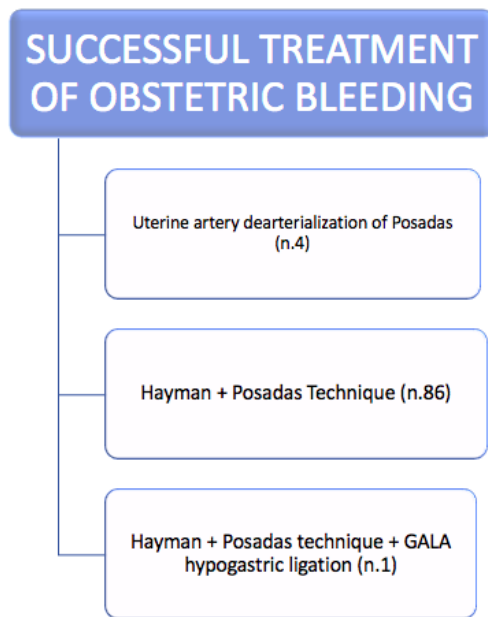 SUCCESSFUL TREATMENT
OF OBSTETRIC BLEEDING
Uterine artery dearterialization of Posadas
(n.4)
Hayman + Posadas Technique (n.86)
Hayman + Posadas technique + GALA
hypogastric ligation (n.1)